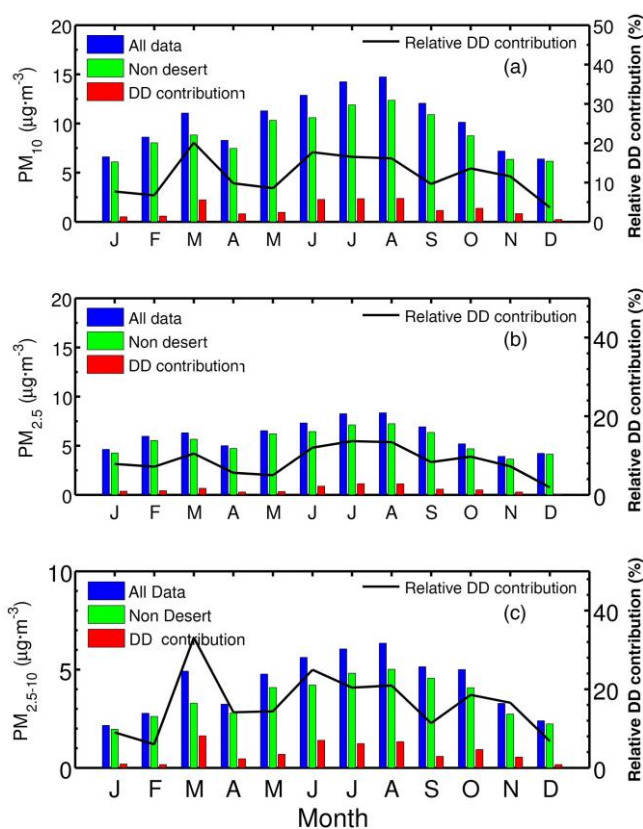 20
15
10
5
0
PM10 (µg·m-3)
All data
Non desert
DD contribution
Relative DD contribution
(a)
50
40
30
20
10
0
Relative DD contribution (%)
J F M A M J J A S O N D
20
15
10
5
0
PM2.5 (µg·m-3)
All data
Non desert
DD contribution
Relative DD contribution
(b)
40
20
0
Relative DD contribution (%)
J F M A M J J A S O N D
10
5
0
PM2.5-10 (µg·m-3)
All Data
Non Desert
DD contribution
Relative DD contribution
(c)
40
20
0
Relative DD contribution (%)
J F M A M J J A S O N D
Month